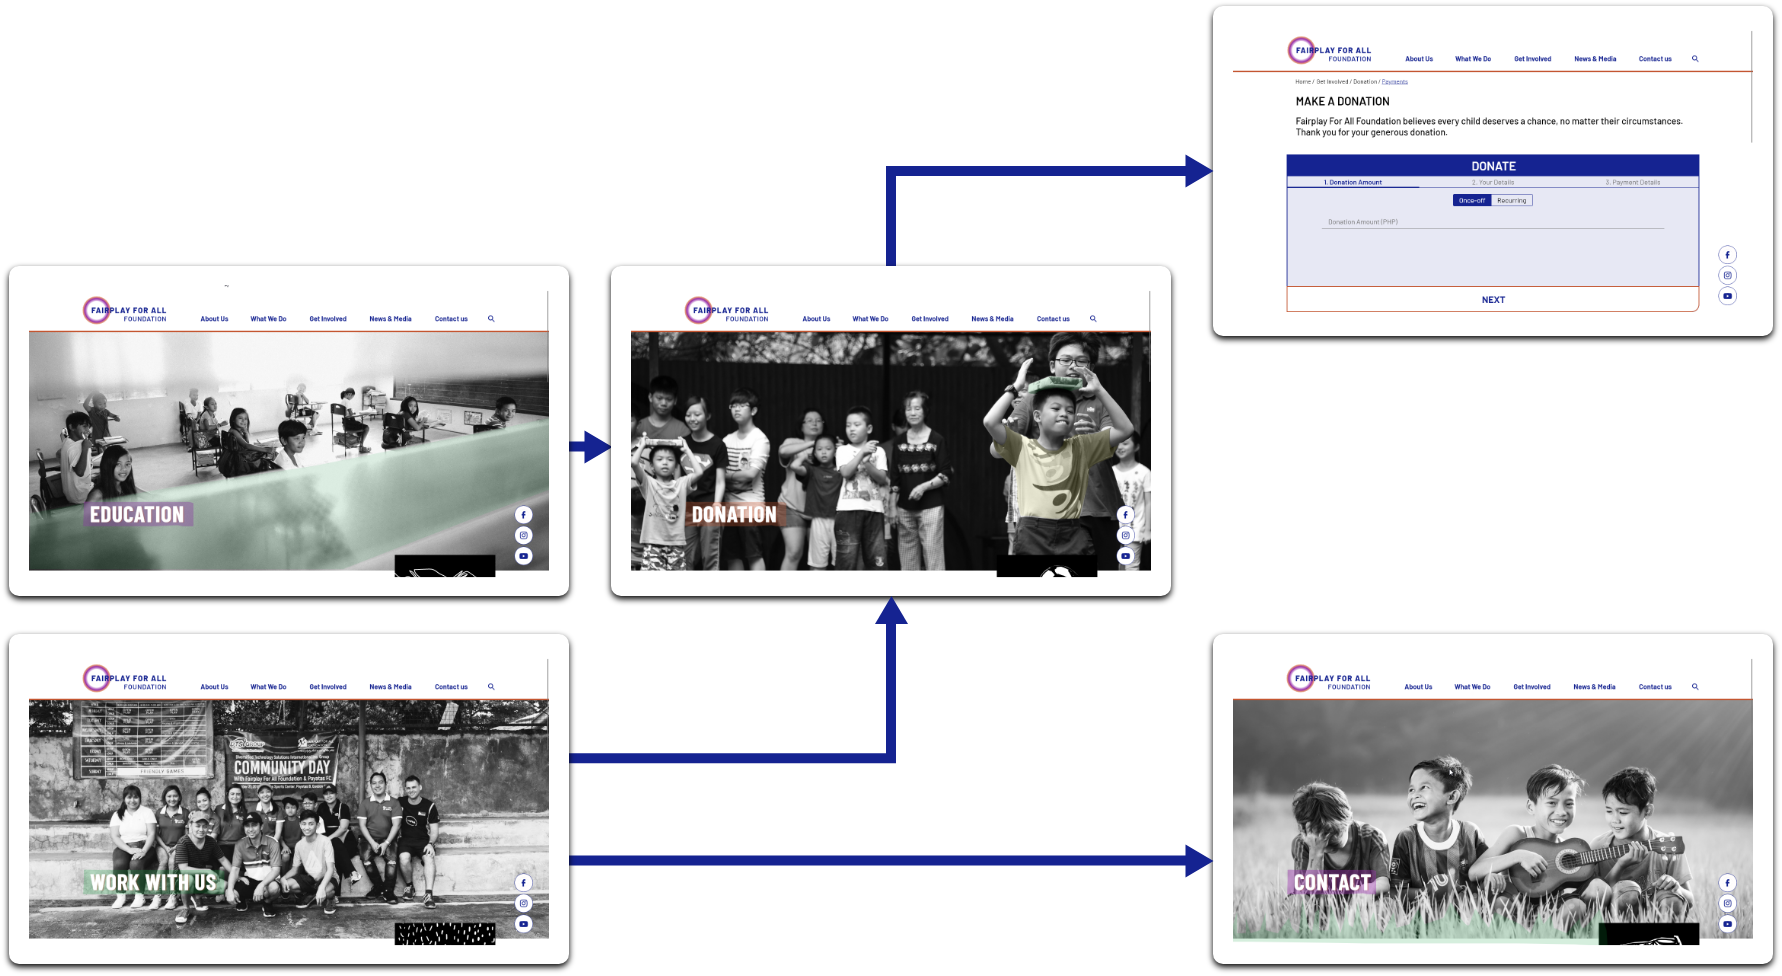 FAIRPLAY FOR ALL
FOUNDATION
About Us
What We Do
Get Involved
News & Media
Contact us
Home / Get Involved / Donation / Payments
MAKE A DONATION
Fairplay For All Foundation believes every child deserves a chance, no matter their circumstances.
Thank you for your generous donation.
DONATE
1. Donation Amount
2. Your Details
3. Payment Details
Once-off
Recurring
Donation Amount (PHP)
NEXT
FAIRPLAY FOR ALL
FOUNDATION
About Us
What We Do
Get Involved
News & Media
Contact us
EDUCATION
FAIRPLAY FOR ALL
FOUNDATION
About Us
What We Do
Get Involved
News & Media
Contact us
DONATION
FAIRPLAY FOR ALL
FOUNDATION
About Us
What We Do
Get Involved
News & Media
Contact us
FRIENDLY GAMES
COMMUNITY DAY
With Fairplay For All Foundation & Payatas FC
WORK WITH US
FAIRPLAY FOR ALL
FOUNDATION
About Us
What We Do
Get Involved
News & Media
Contact us
CONTACT